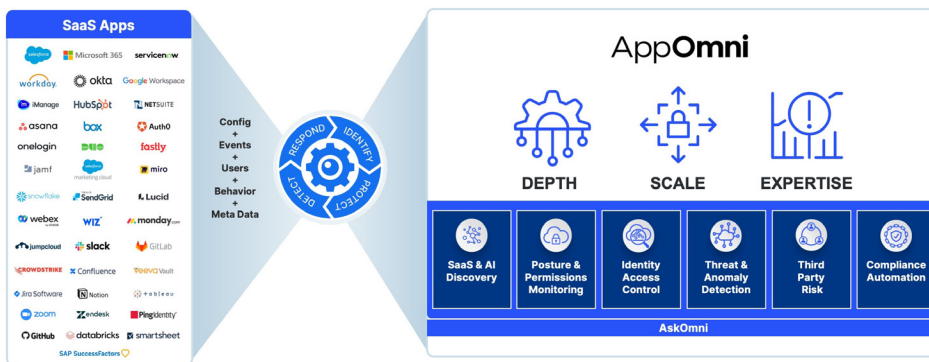 SaaS Apps
salesforce
Microsoft 365
servicenow
workday.
okta
Google Workspace
iManage
HubSpot
NETSUITE
asana
box
Auth0
onelogin
DUO
fastly
jamf
salesforce
marketing cloud
miro
snowflake
SendGrid
Lucid
webex
WIZ
monday.com
jumpcloud
slack
GitLab
CROWDSTRIKE
Confluence
Veeva Vault
Jira Software
Notion
+ableau
zoom
zendesk
PingIdentity
GitHub
databricks
smartsheet
SAP SuccessFactors
Config
+
Events
+
Users
+
Behavior
+
Meta Data
RESPOND
IDENTIFY
PROTECT
DETECT
AppOmni
DEPTH
SCALE
EXPERTISE
SaaS & AI
Discovery
Posture &
Permissions
Monitoring
Identity
Access
Control
Threat &
Anomaly
Detection
Third
Party
Risk
Compliance
Automation
AskOmni